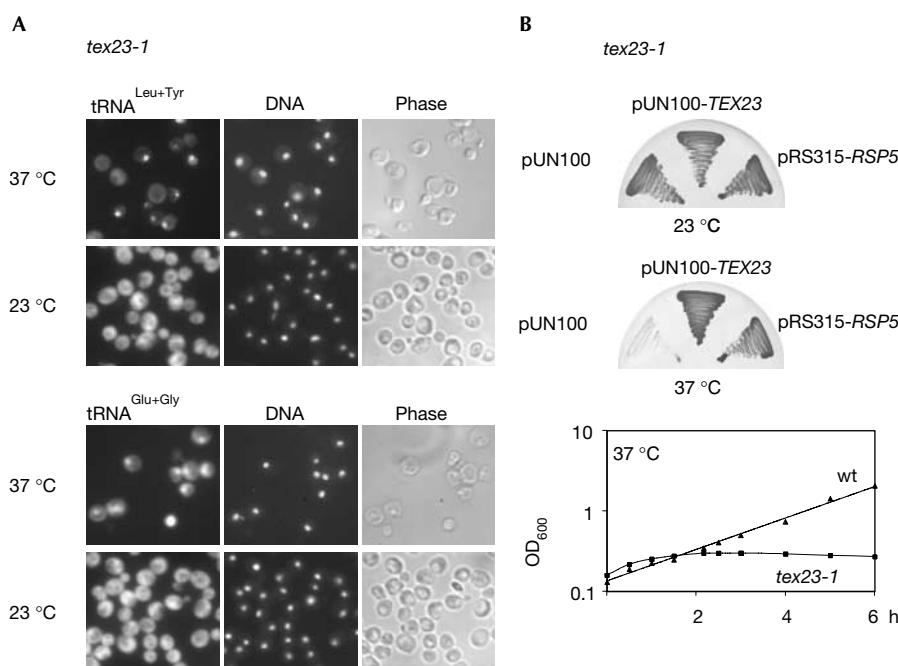 A
tex23-1
tRNA Leu+Tyr DNA Phase
37 °C
23 °C
tRNA Glu+Gly DNA Phase
37 °C
23 °C
B
tex23-1
pUN100-TEX23
pUN100 pRS315-RSP5
23 °C
pUN100-TEX23
pUN100 pRS315-RSP5
37 °C
10
37 °C
wt
1
OD600
tex23-1
0.1
2 4 6 h